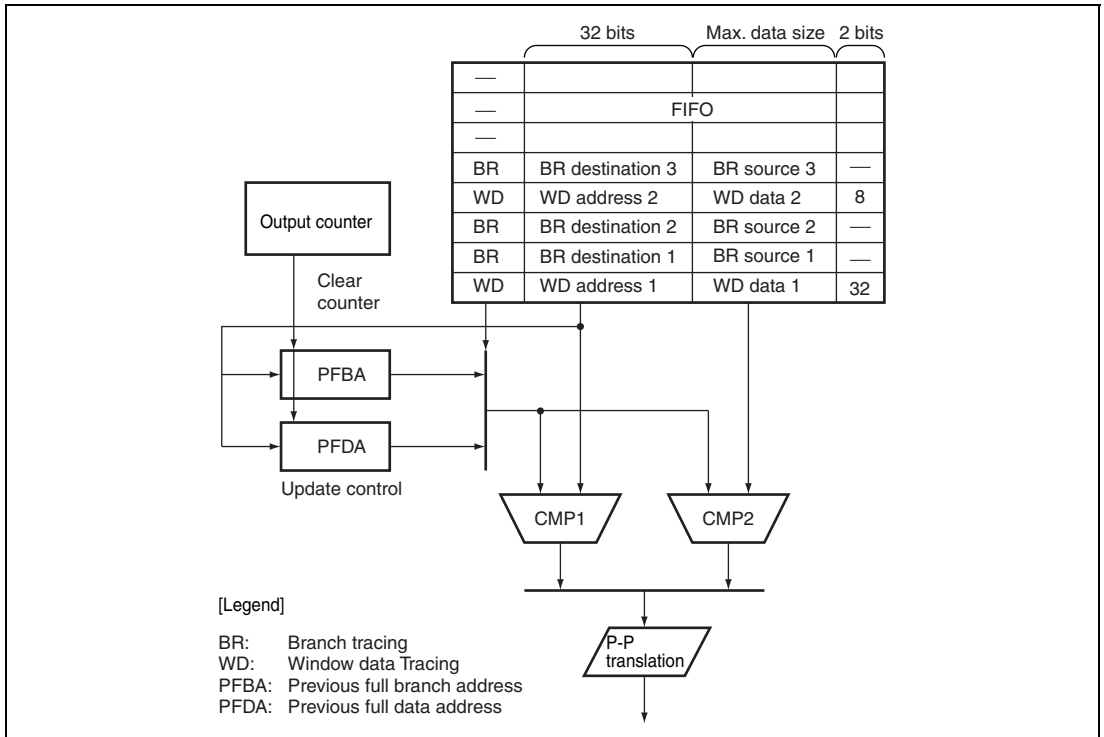 32 bits Max. data size 2 bits
—
— FIFO
—
BR BR destination 3 BR source 3 —
WD WD address 2 WD data 2 8
BR BR destination 2 BR source 2 —
BR BR destination 1 BR source 1 —
WD WD address 1 WD data 1 32
Output counter
Clear
counter
PFBA
PFDA
Update control
CMP1 CMP2
P-P
translation
[Legend]
BR: Branch tracing
WD: Window data Tracing
PFBA: Previous full branch address
PFDA: Previous full data address